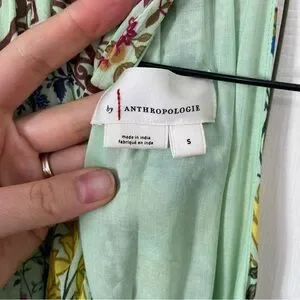 by ANTHROPOLOGIE
made in india
fabriqué en inde
S